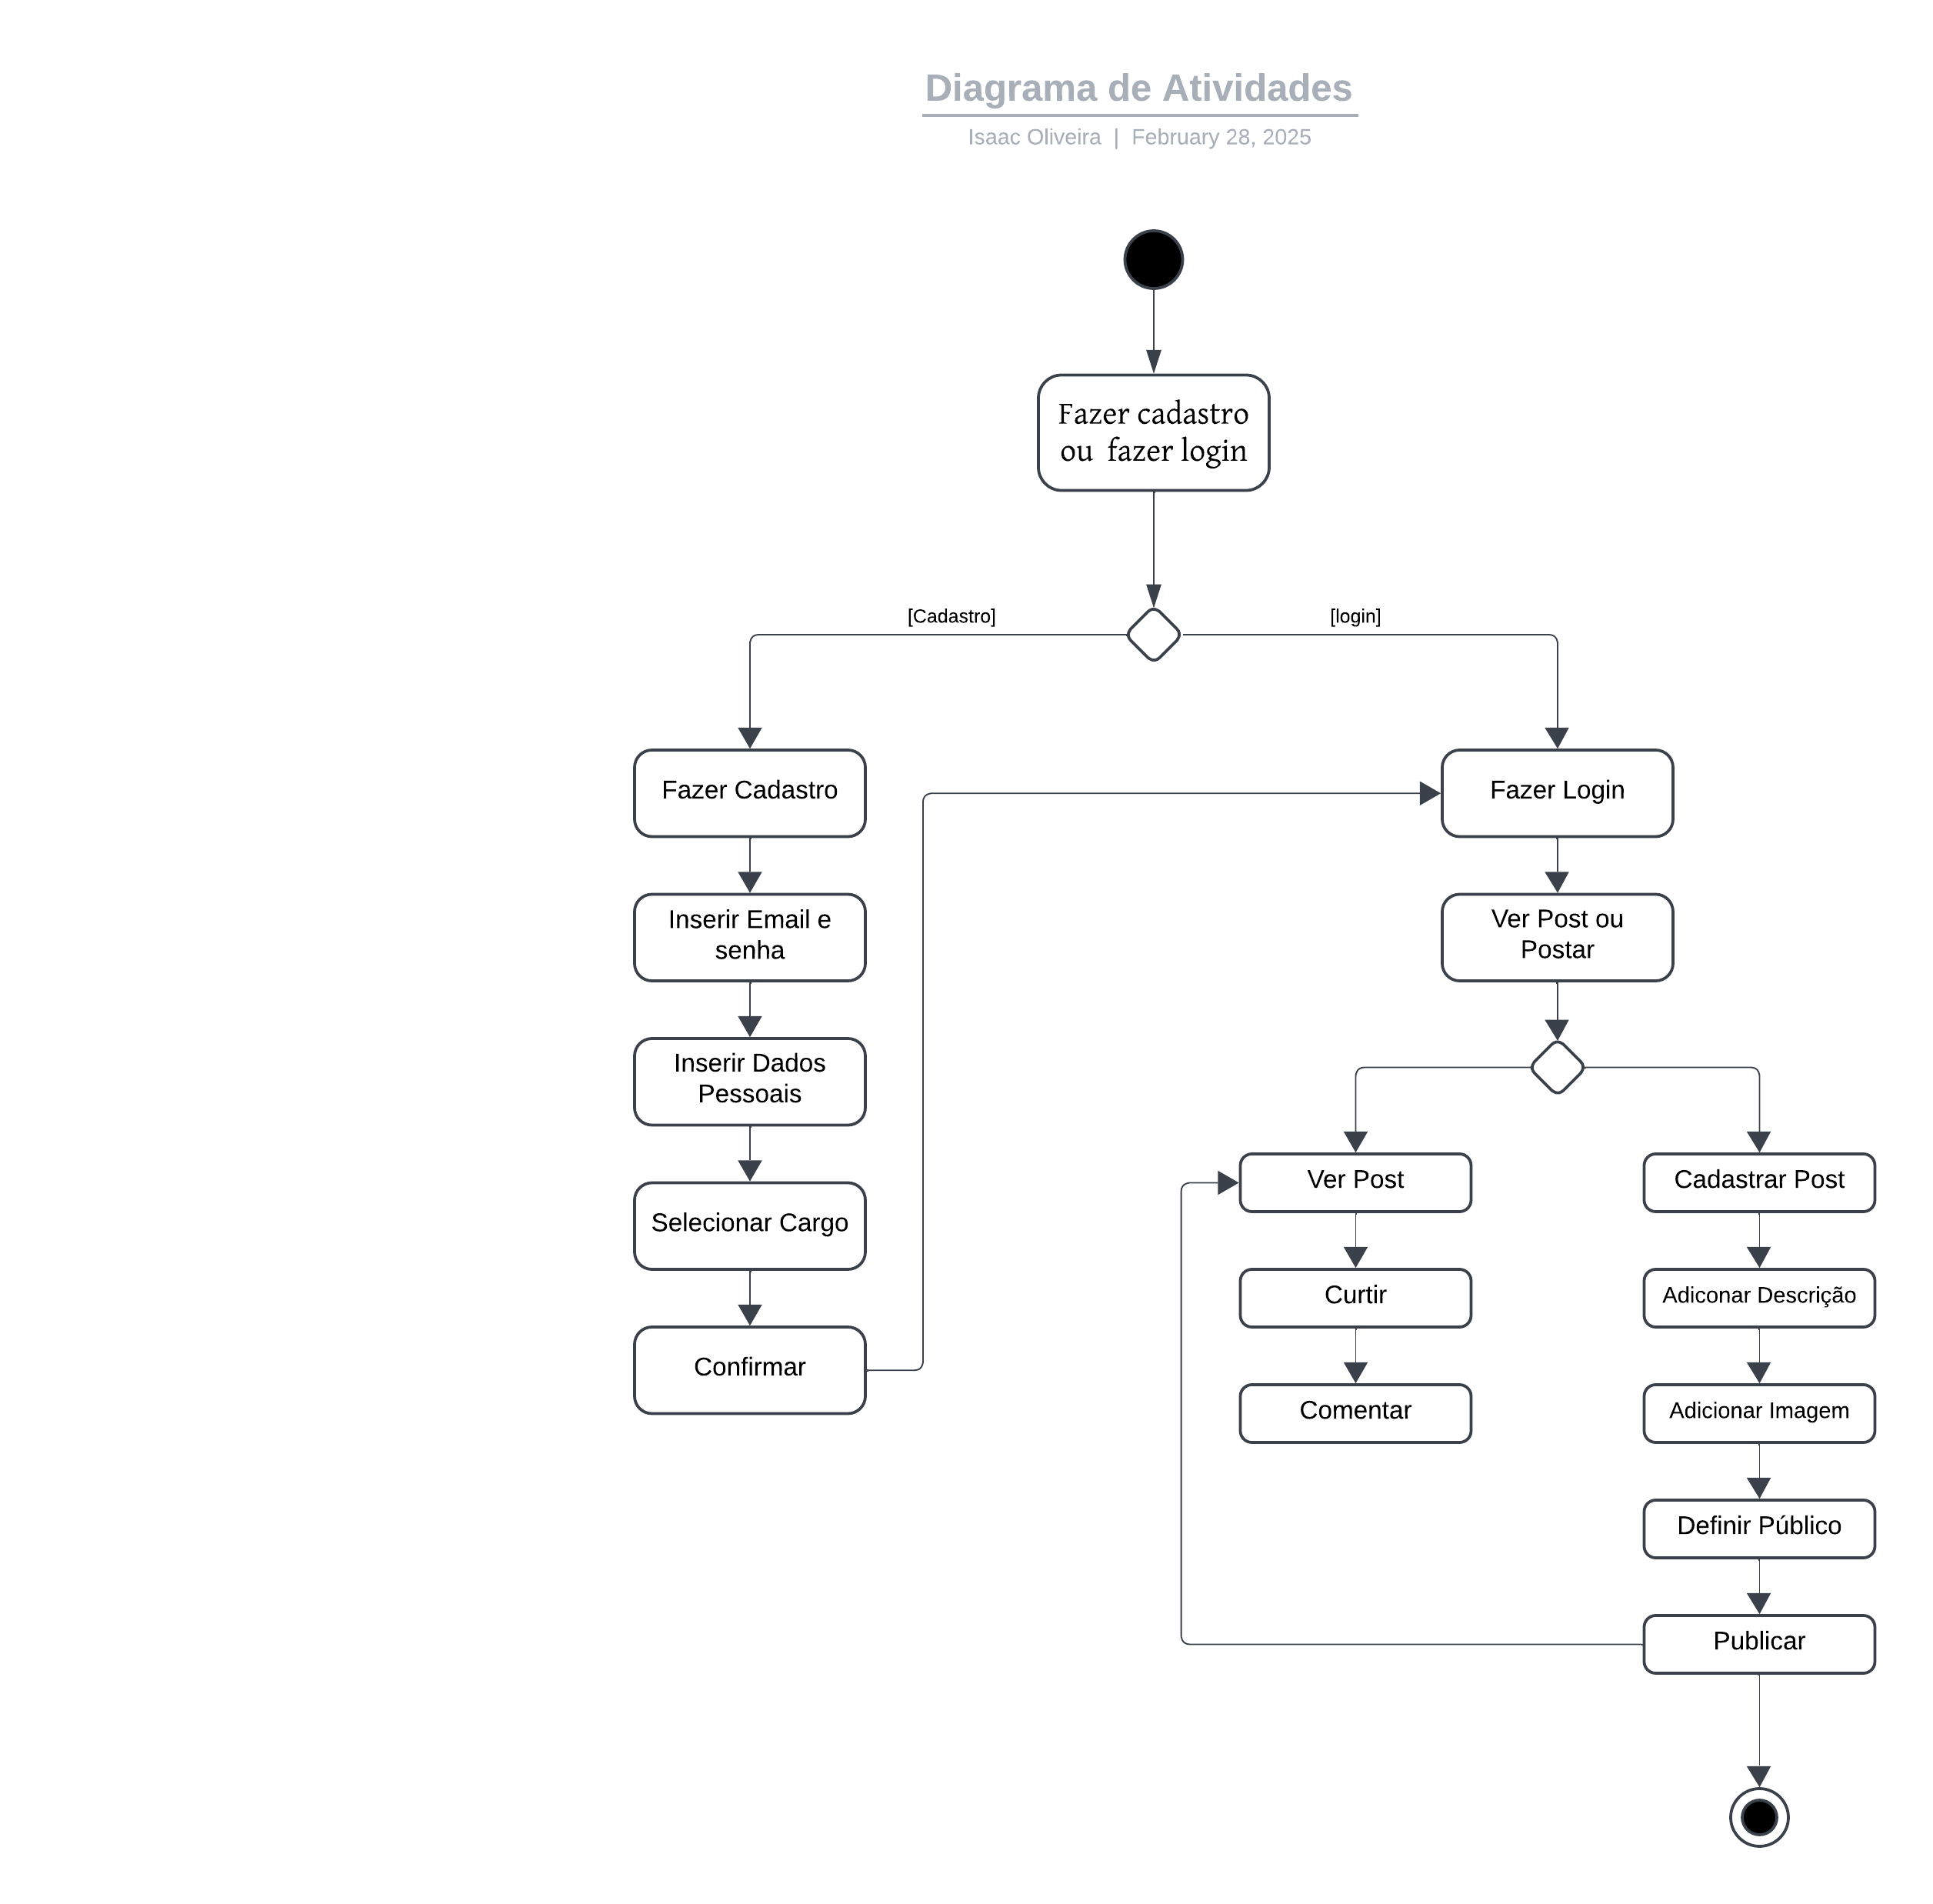 Diagrama de Atividades
Isaac Oliveira | February 28, 2025
Fazer cadastro
ou fazer login
[Cadastro]
[login]
Fazer Cadastro
Fazer Login
Inserir Email e
senha
Ver Post ou
Postar
Inserir Dados
Pessoais
Ver Post
Cadastrar Post
Selecionar Cargo
Curtir
Adiconar Descrição
Confirmar
Comentar
Adicionar Imagem
Definir Público
Publicar